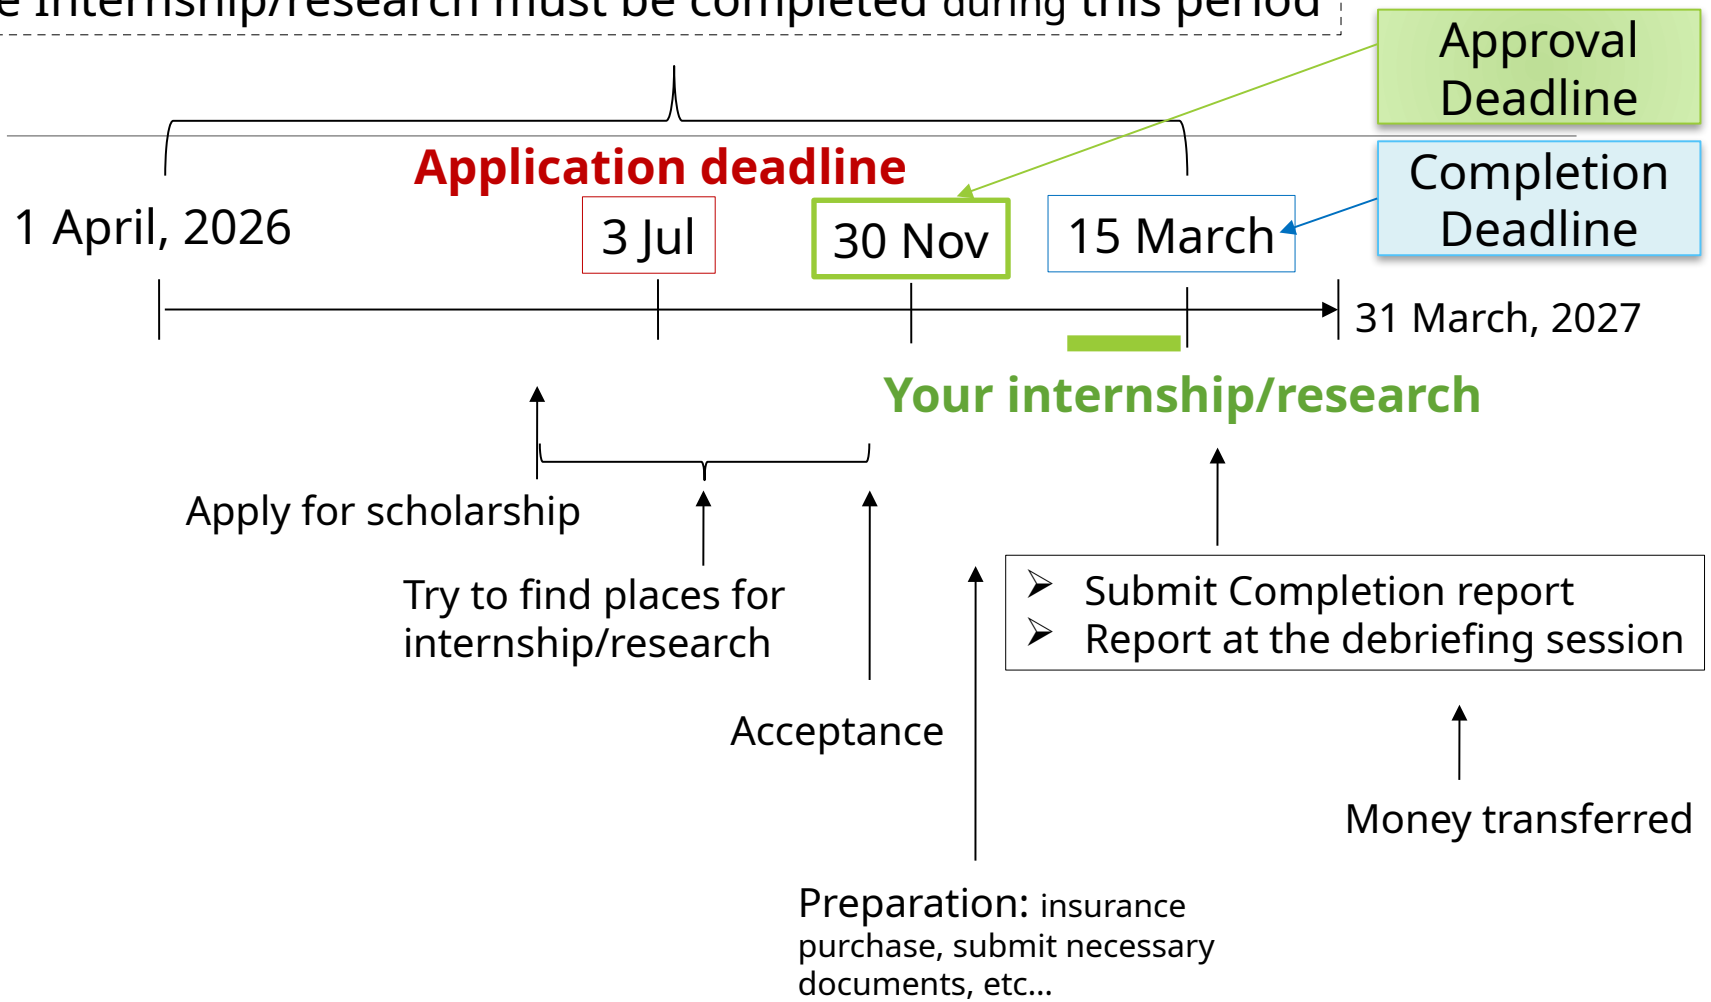 e Internship/research must be completed during this period
Approval
Deadline
Completion
Deadline
Application deadline
1 April, 2026
3 Jul
30 Nov
15 March
31 March, 2027
Your internship/research
Apply for scholarship
Try to find places for
internship/research
➢ Submit Completion report
➢ Report at the debriefing session
Acceptance
Money transferred
Preparation: insurance
purchase, submit necessary
documents, etc...